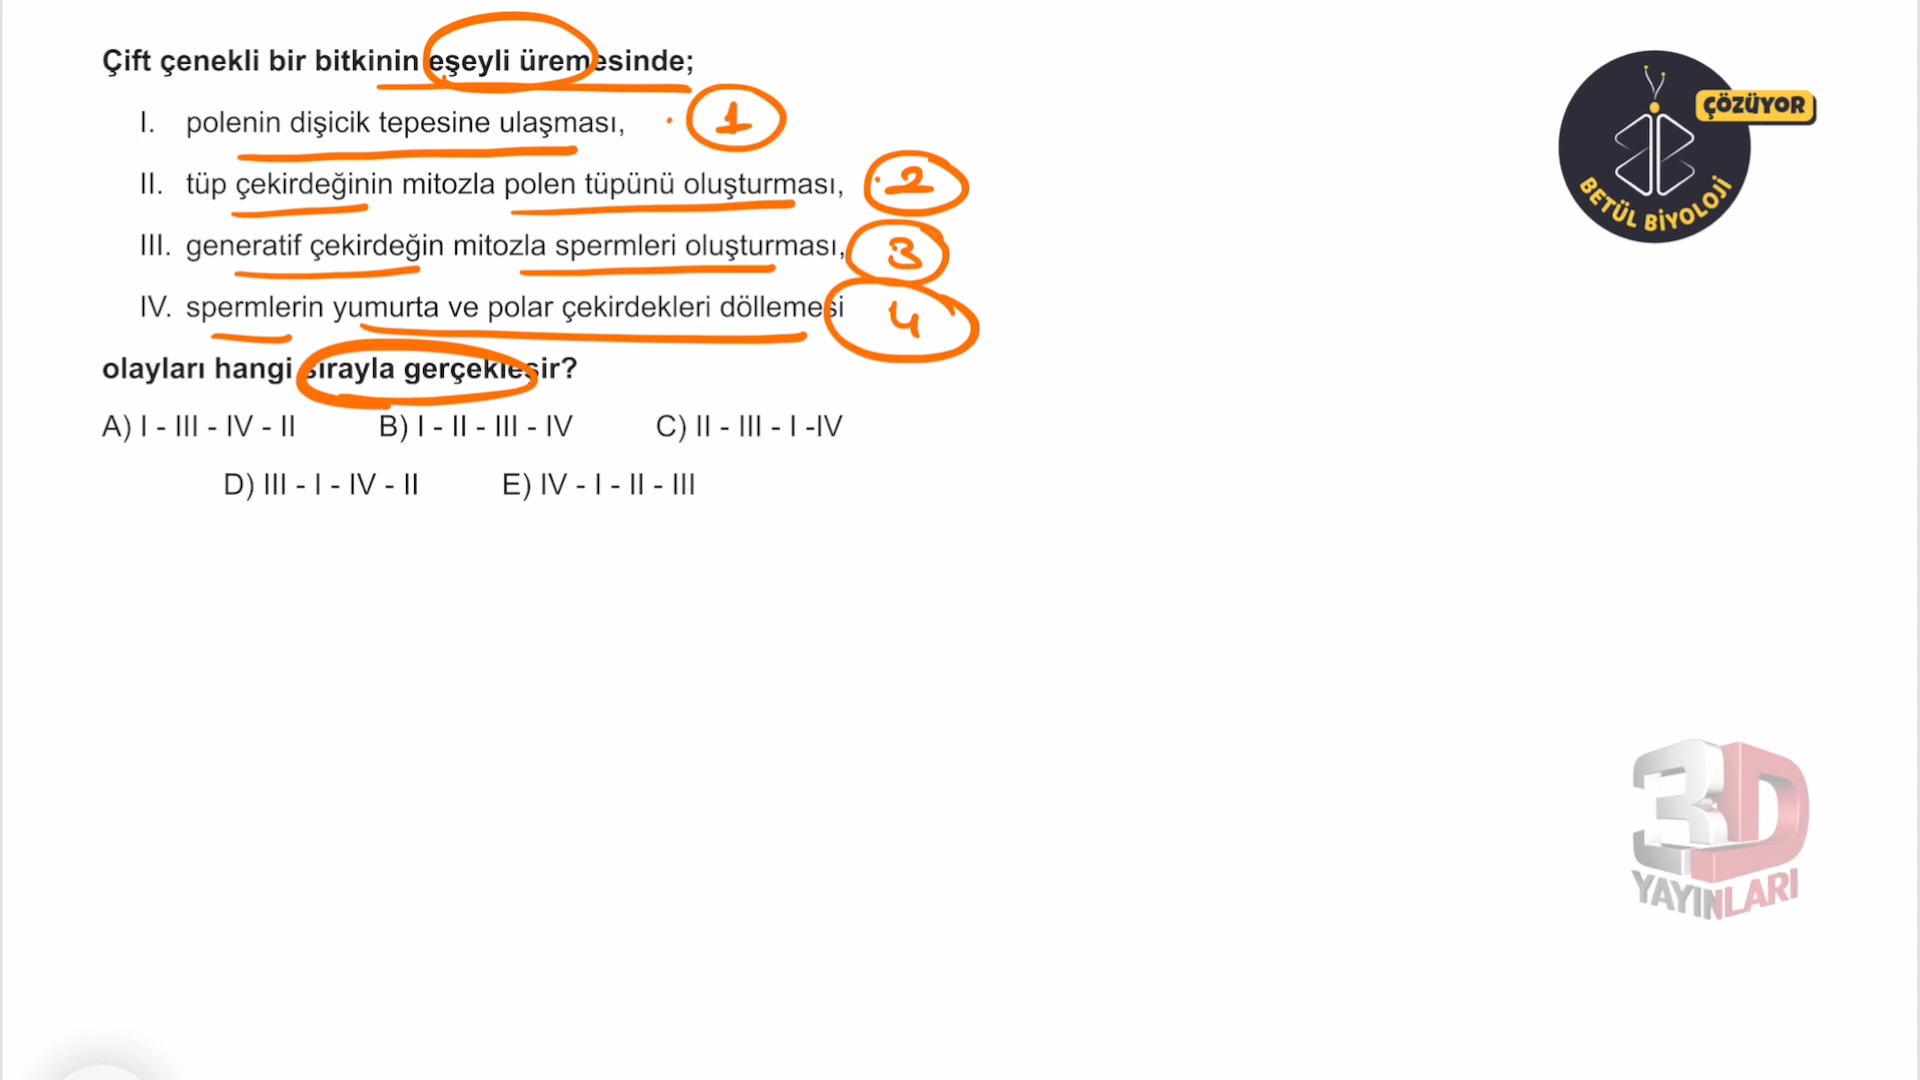 Çift çenekli bir bitkinin eşeyli üremesinde;
I. polenin dişicik tepesine ulaşması, 1
II. tüp çekirdeğinin mitozla polen tüpünü oluşturması, 2
III. generatif çekirdeğin mitozla spermleri oluşturması, 3
IV. spermlerin yumurta ve polar çekirdekleri döllemesi 4
olayları hangi sırayla gerçekleşir?
A) I - III - IV - II B) I - II - III - IV C) II - III - I -IV
D) III - I - IV - II E) IV - I - II - III
ÇÖZÜYOR
BETÜL BİYOLOJİ
3D
YAYINLARI